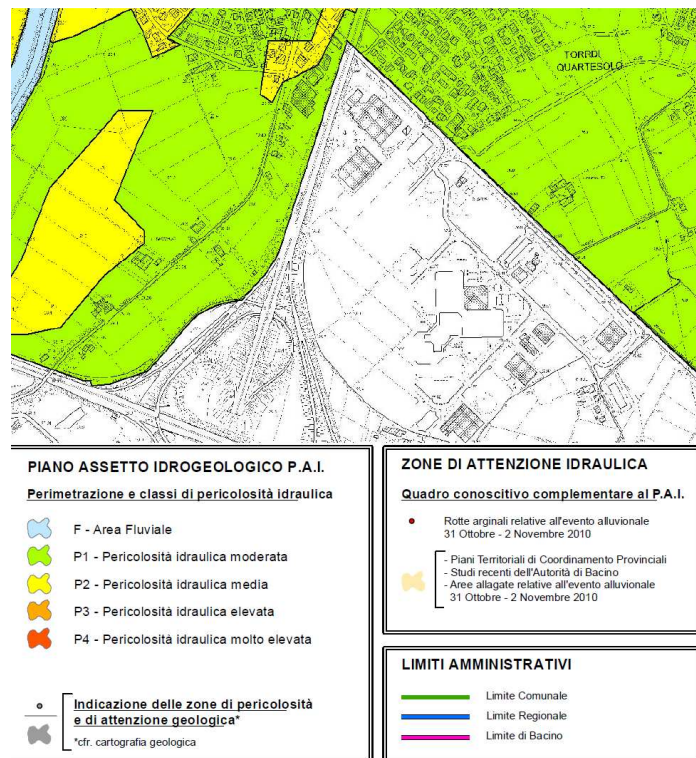 TORRI DI
QUARTESOLO
PIANO ASSETTO IDROGEOLOGICO P.A.I.
Perimetrazione e classi di pericolosità idraulica
F - Area Fluviale
P1 - Pericolosità idraulica moderata
P2 - Pericolosità idraulica media
P3 - Pericolosità idraulica elevata
P4 - Pericolosità idraulica molto elevata
Indicazione delle zone di pericolosità
e di attenzione geologica*
*cfr. cartografia geologica
ZONE DI ATTENZIONE IDRAULICA
Quadro conoscitivo complementare al P.A.I.
Rotte arginali relative all'evento alluvionale
31 Ottobre - 2 Novembre 2010
- Piani Territoriali di Coordinamento Provinciali
- Studi recenti dell'Autorità di Bacino
- Aree allagate relative all'evento alluvionale
31 Ottobre - 2 Novembre 2010
LIMITI AMMINISTRATIVI
Limite Comunale
Limite Regionale
Limite di Bacino